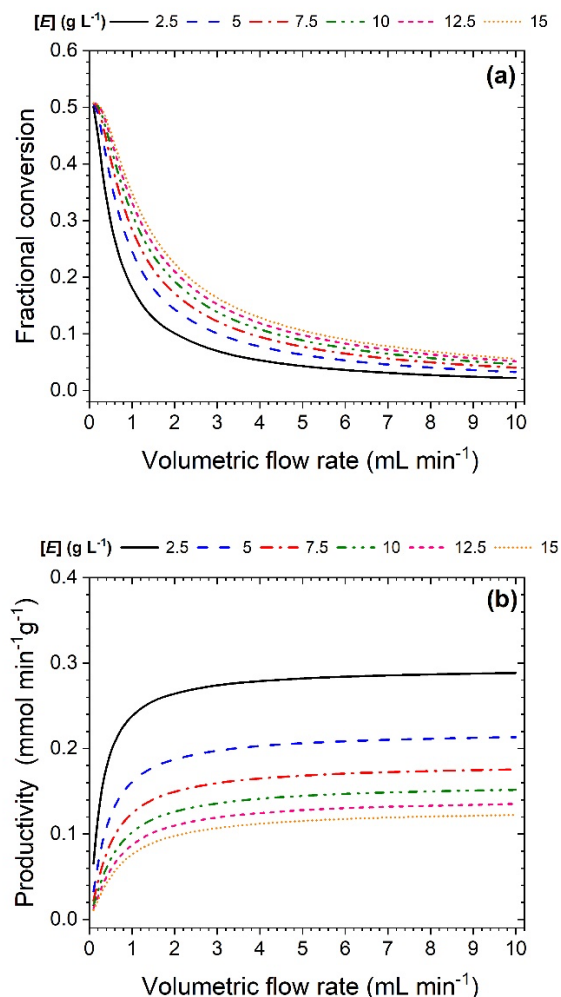 [E] (g L-1) 2.5 5 7.5 10 12.5 15
(a)
0.6
0.5
0.4
0.3
0.2
0.1
0.0
Fractional conversion
0 1 2 3 4 5 6 7 8 9 10
Volumetric flow rate (mL min-1)
[E] (g L-1) 2.5 5 7.5 10 12.5 15
(b)
0.4
0.3
0.2
0.1
0.0
Productivity (mmol min-1g-1)
0 1 2 3 4 5 6 7 8 9 10
Volumetric flow rate (mL min-1)